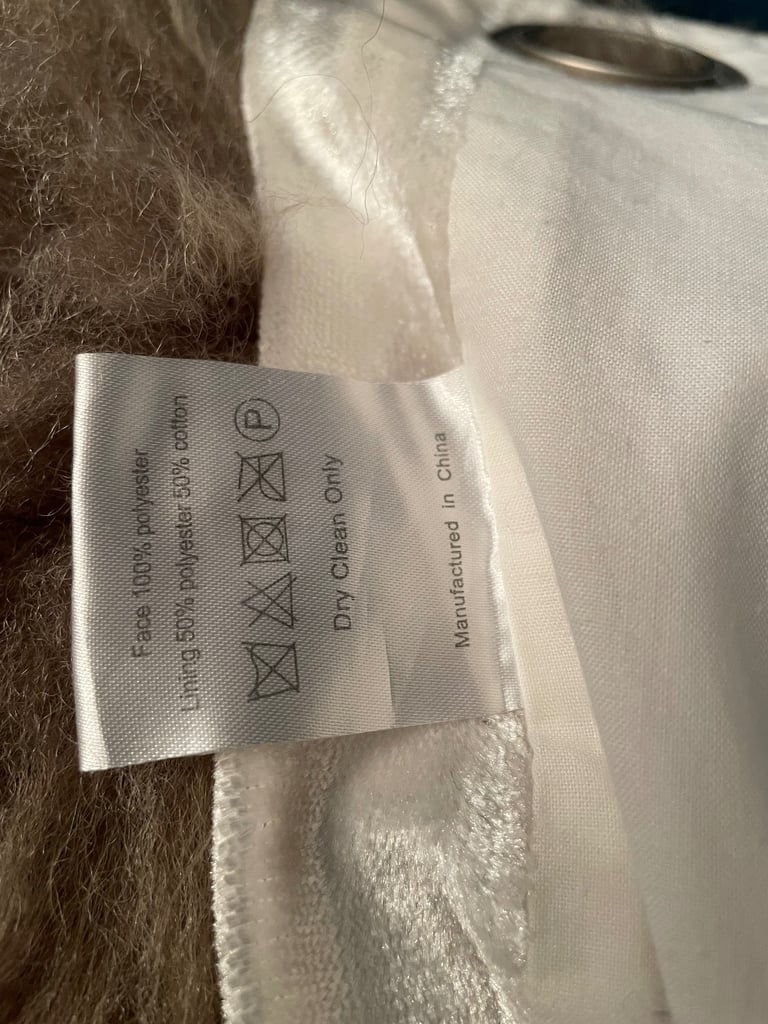 Face 100% polyester
Lining 50% polyester 50% cotton
P
Dry Clean Only
Manufactured in China